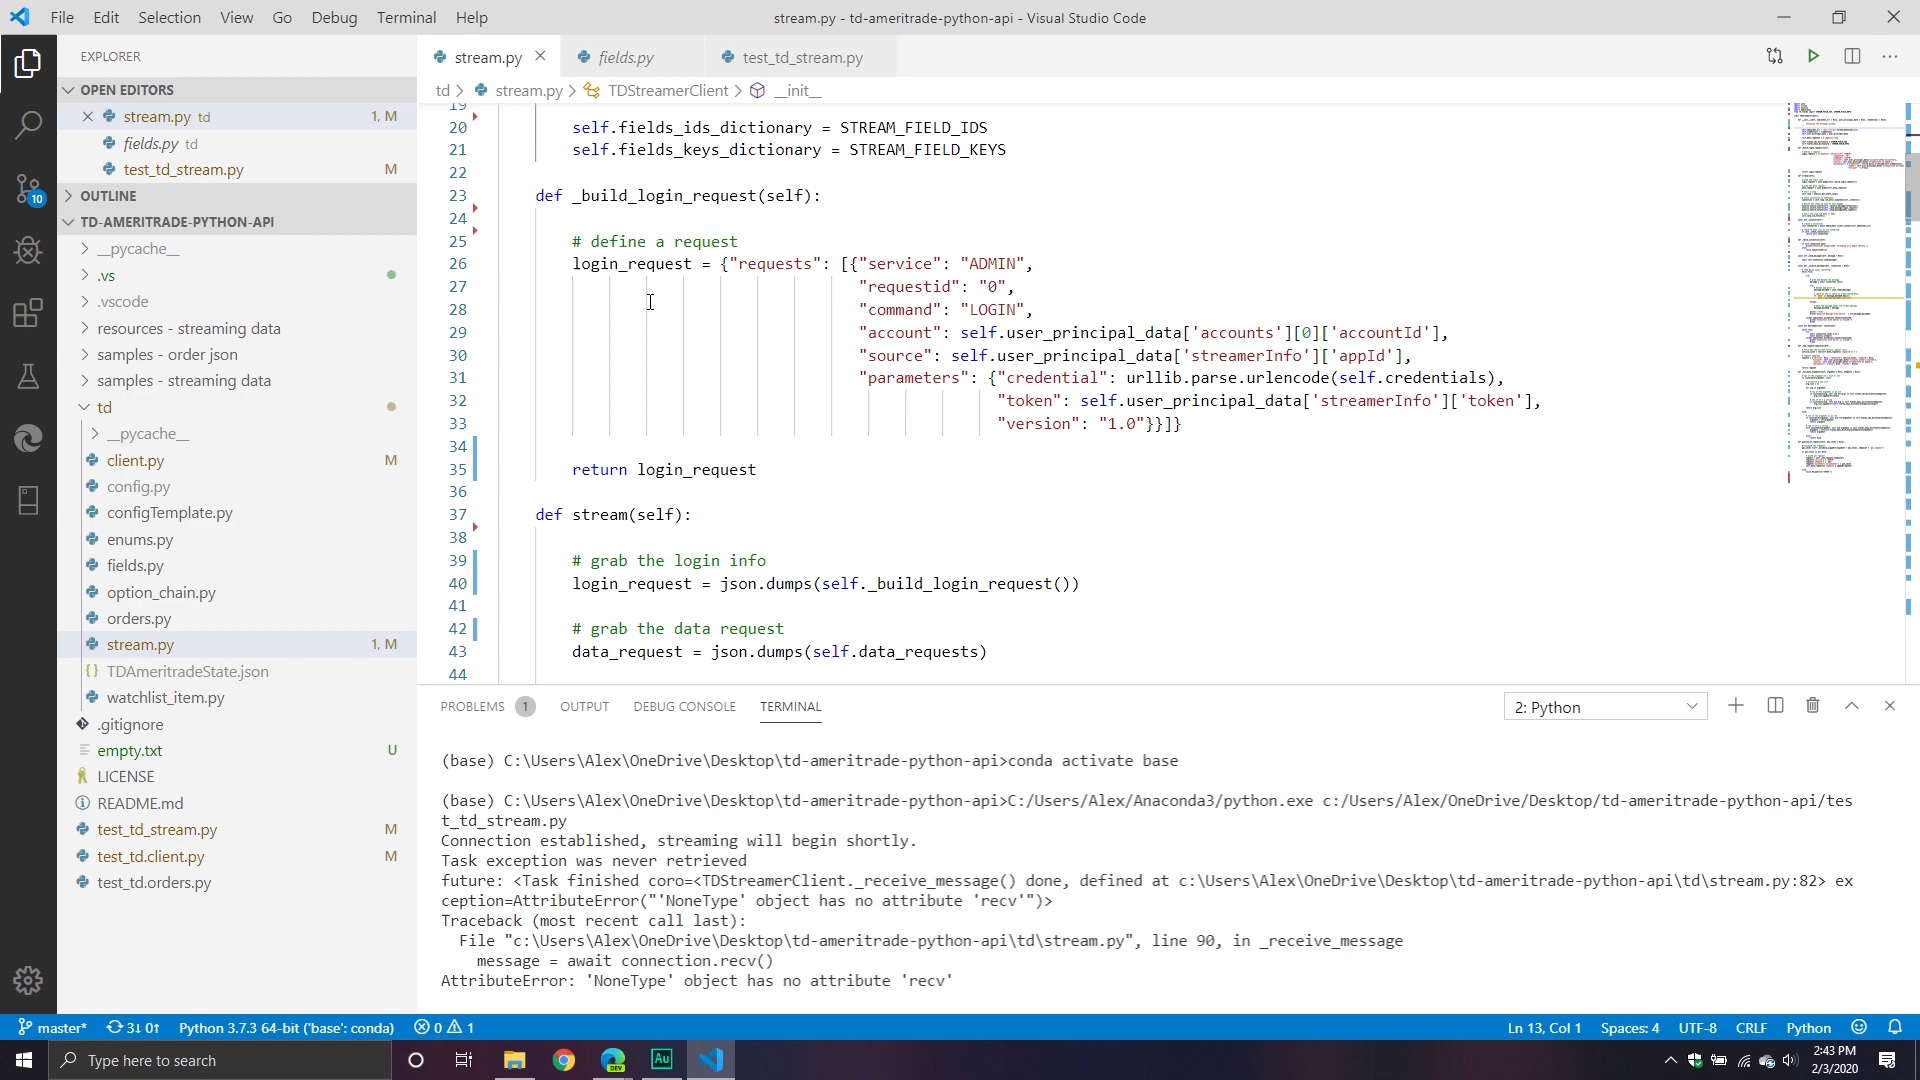 File Edit Selection View Go Debug Terminal Help
stream.py - td-ameritrade-python-api - Visual Studio Code
EXPLORER
OPEN EDITORS
stream.py td 1, M
fields.py td
test_td_stream.py M
OUTLINE
TD-AMERITRADE-PYTHON-API
__pycache__
.vs
.vscode
resources - streaming data
samples - order json
samples - streaming data
td
__pycache__
client.py M
config.py
configTemplate.py
enums.py
fields.py
option_chain.py
orders.py
stream.py 1, M
TDAmeritradeState.json
watchlist_item.py
.gitignore
empty.txt U
LICENSE
README.md
test_td_stream.py M
test_td.client.py M
test_td.orders.py
10
stream.py fields.py test_td_stream.py
td > stream.py > TDStreamerClient > __init__
19
20 self.fields_ids_dictionary = STREAM_FIELD_IDS
21 self.fields_keys_dictionary = STREAM_FIELD_KEYS
22
23 def _build_login_request(self):
24
25 # define a request
26 login_request = {"requests": [{"service": "ADMIN",
27 "requestid": "0",
28 "command": "LOGIN",
29 "account": self.user_principal_data['accounts'][0]['accountId'],
30 "source": self.user_principal_data['streamerInfo']['appId'],
31 "parameters": {"credential": urllib.parse.urlencode(self.credentials),
32 "token": self.user_principal_data['streamerInfo']['token'],
33 "version": "1.0"}}]}
34
35 return login_request
36
37 def stream(self):
38
39 # grab the login info
40 login_request = json.dumps(self._build_login_request())
41
42 # grab the data request
43 data_request = json.dumps(self.data_requests)
44
PROBLEMS 1 OUTPUT DEBUG CONSOLE TERMINAL 2: Python
(base) C:\Users\Alex\OneDrive\Desktop\td-ameritrade-python-api>conda activate base
(base) C:\Users\Alex\OneDrive\Desktop\td-ameritrade-python-api>C:/Users/Alex/Anaconda3/python.exe c:/Users/Alex/OneDrive/Desktop/td-ameritrade-python-api/tes
t_td_stream.py
Connection established, streaming will begin shortly.
Task exception was never retrieved
future: <Task finished coro=<TDStreamerClient._receive_message() done, defined at c:\Users\Alex\OneDrive\Desktop\td-ameritrade-python-api\td\stream.py:82> ex
ception=AttributeError("'NoneType' object has no attribute 'recv'")>
Traceback (most recent call last):
File "c:\Users\Alex\OneDrive\Desktop\td-ameritrade-python-api\td\stream.py", line 90, in _receive_message
message = await connection.recv()
AttributeError: 'NoneType' object has no attribute 'recv'
master* 3↓ 0↑ Python 3.7.3 64-bit ('base': conda) 0 1 Ln 13, Col 1 Spaces: 4 UTF-8 CRLF Python
Type here to search
DEV
Au
2:43 PM
2/3/2020